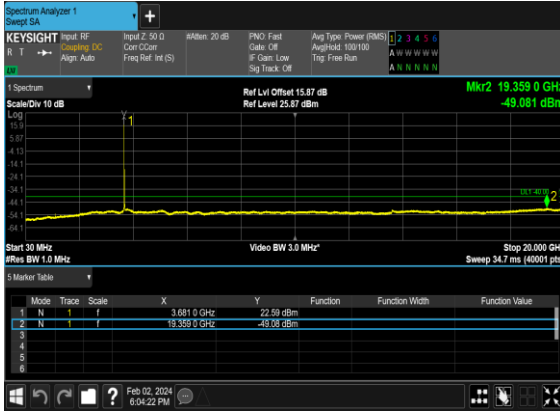 Spectrum Analyzer 1
Swept SA
+
KEYSIGHT Input: RF Input Z: 50 Ω #Atten: 20 dB PNO: Fast Avg Type: Power (RMS) 1 2 3 4 5 6
R T Coupling: DC Corr CCorr Gate: Off Avg|Hold: 100/100 A W W W W W
Align: Auto Freq Ref: Int (S) IF Gain: Low Trig: Free Run A N N N N N
Sig Track: Off
1 Spectrum Ref Lvl Offset 15.87 dB Mkr2 19.359 0 GHz
Scale/Div 10 dB Ref Level 25.87 dBm -49.081 dBm
Log
15.9
5.87
-4.13
-14.1
-24.1
-34.1
-44.1
-54.1
-64.1
1
2
Start 30 MHz Video BW 3.0 MHz* Stop 20.000 GHz
#Res BW 1.0 MHz Sweep 34.7 ms (40001 pts
5 Marker Table
Mode Trace Scale X Y Function Function Width Function Value
1 N 1 f 3.681 0 GHz 22.59 dBm
2 N 1 f 19.359 0 GHz -49.08 dBm
3
4
5
6
? Feb 02, 2024
6:04:22 PM